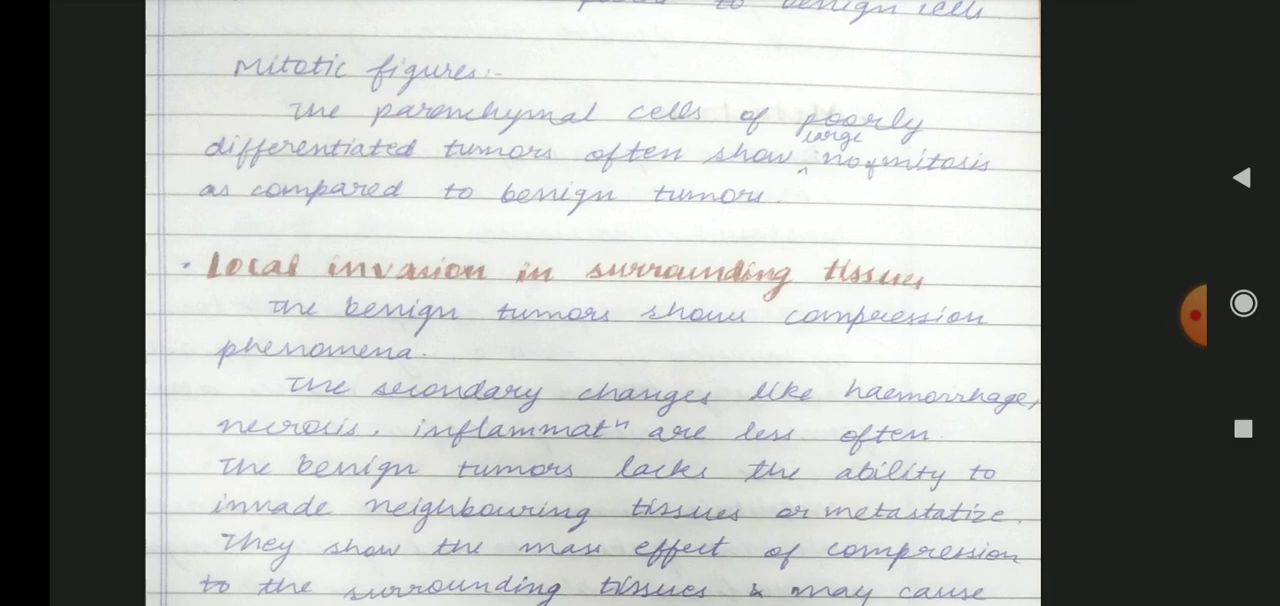 to benign cells
Mitotic figures:-
The parenchymal cells of poorly
large
differentiated tumors often show ^ no of mitosis
as compared to benign tumors.
• Local invasion in surrounding tissues
The benign tumors shows compression
phenomena.
The secondary changes like haemorrhage,
necrosis, inflammatⁿ are less often
The benign tumors lacks the ability to
invade neighbouring tissues or metastatize.
They show the mass effect of compression
to the surrounding tissues & may cause